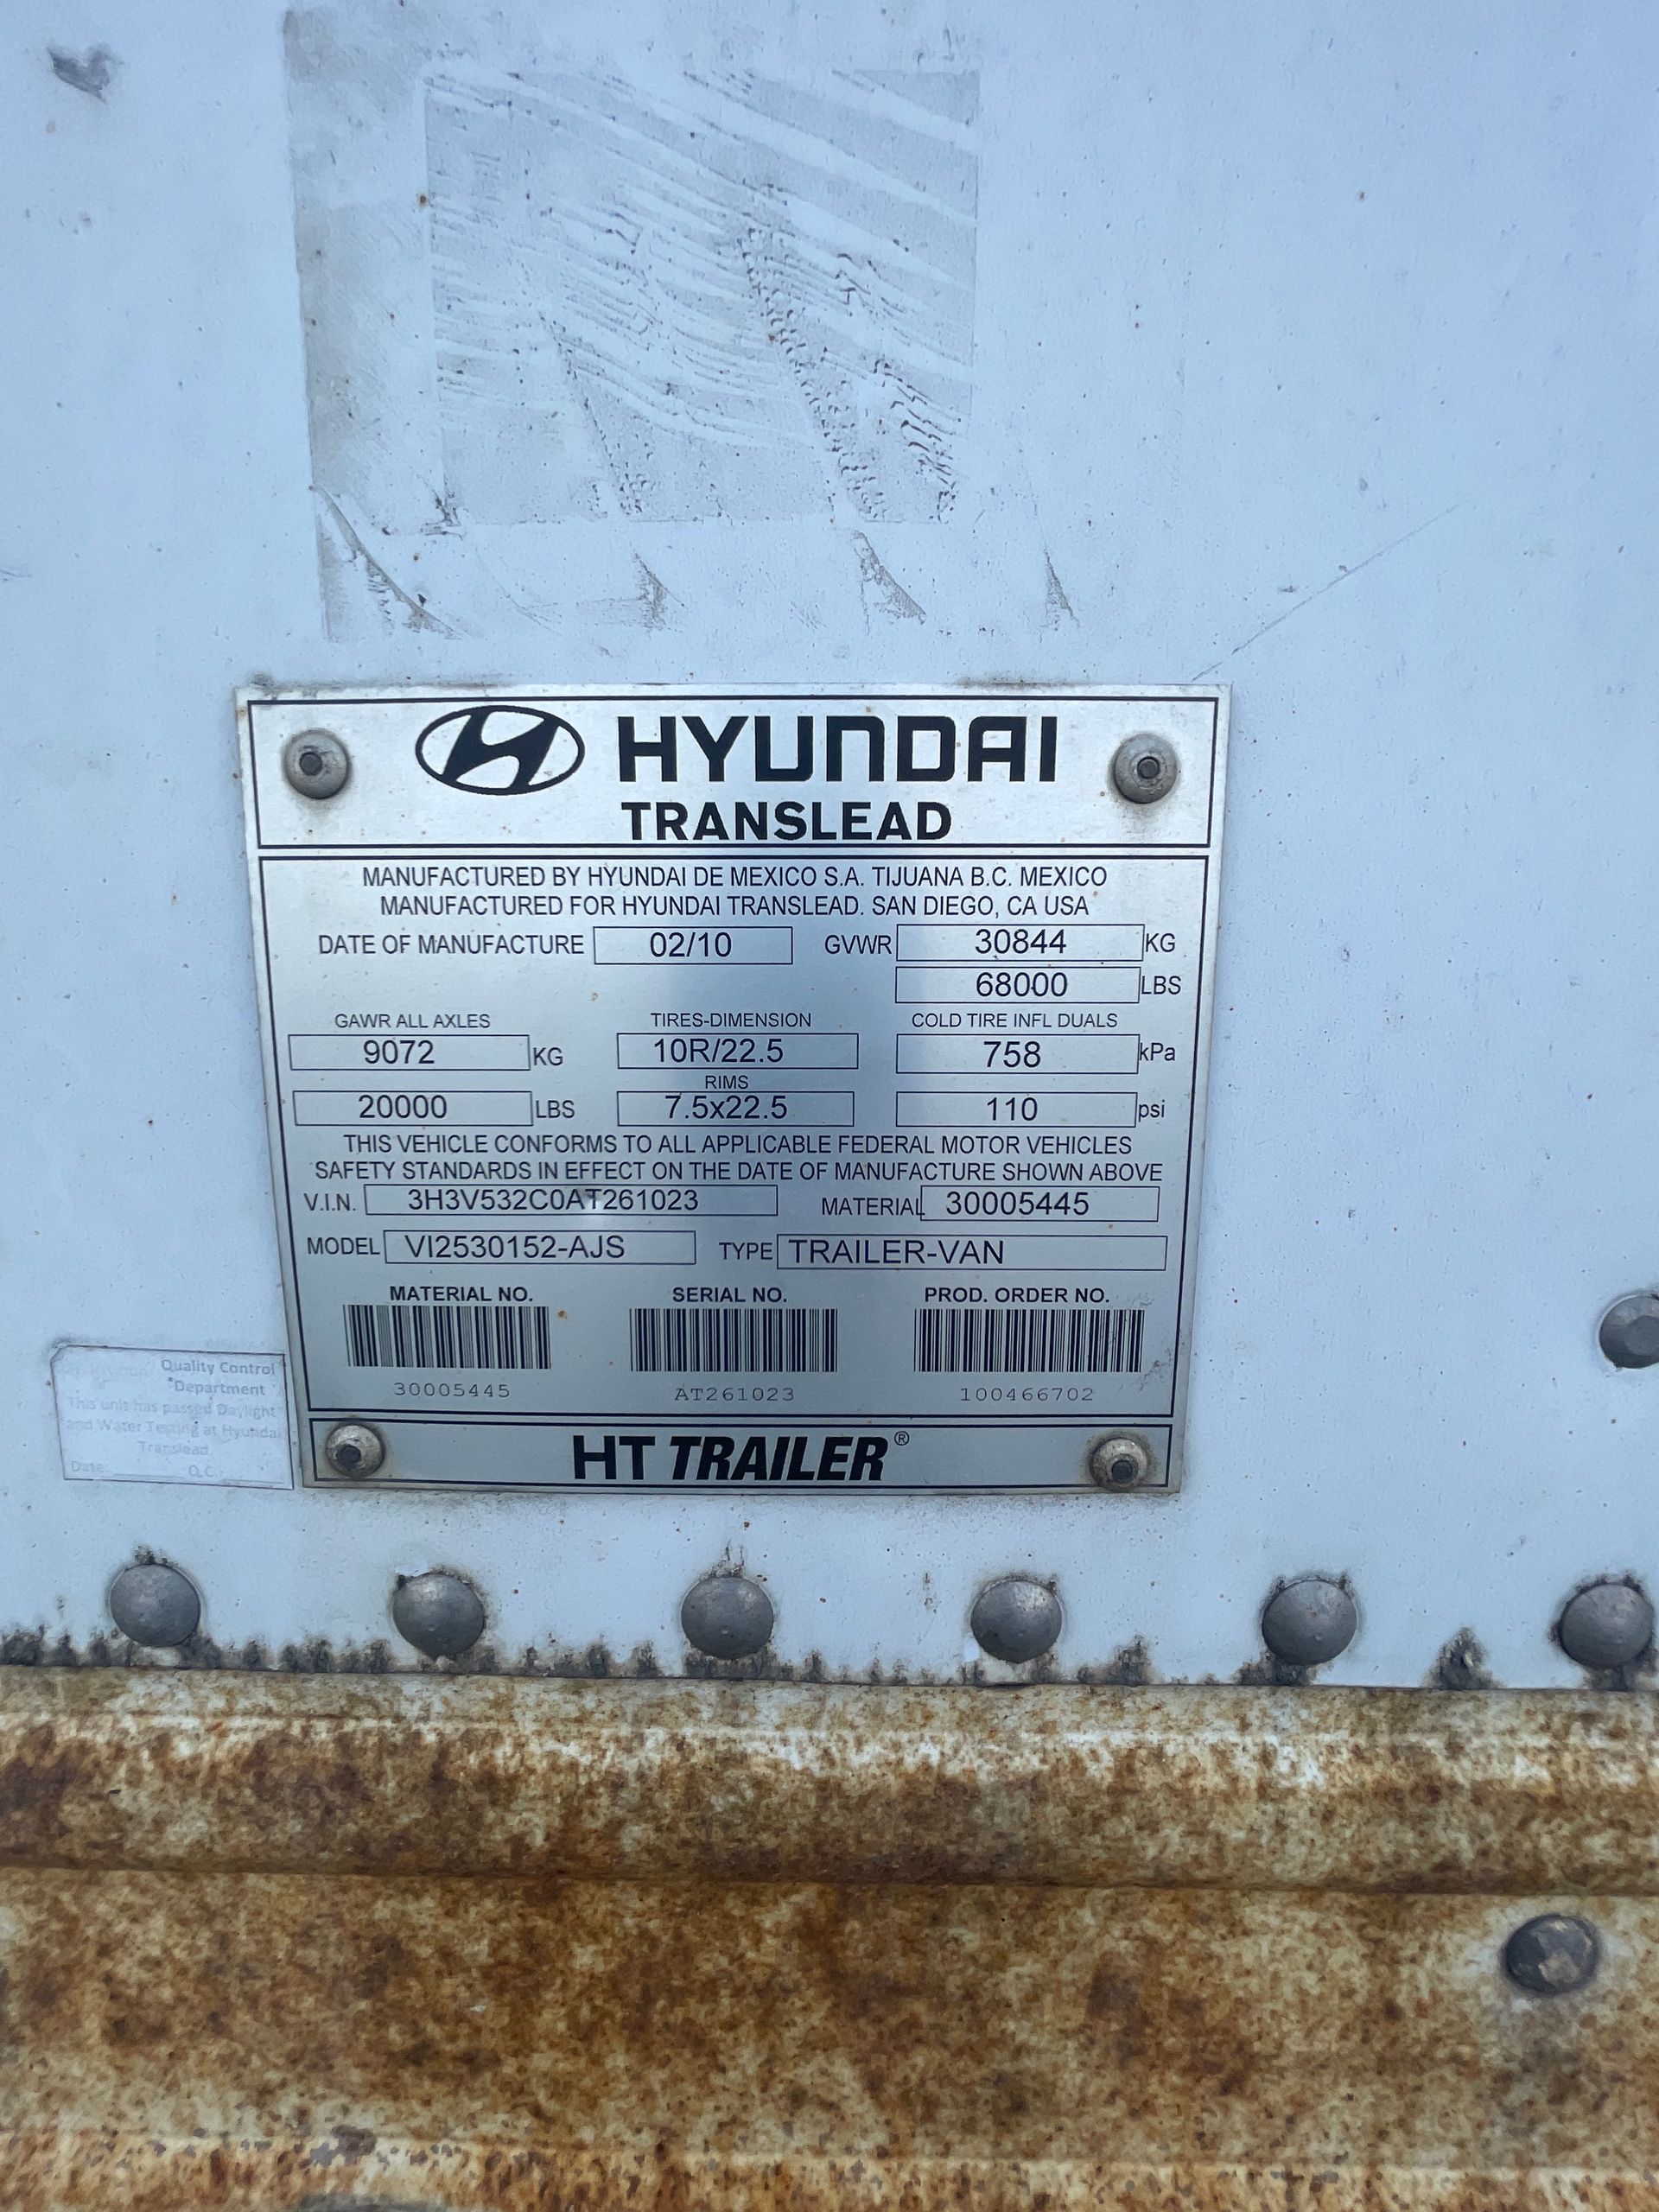 HYUNDAI
TRANSLEAD
MANUFACTURED BY HYUNDAI DE MEXICO S.A. TIJUANA B.C. MEXICO
MANUFACTURED FOR HYUNDAI TRANSLEAD. SAN DIEGO, CA USA
DATE OF MANUFACTURE 02/10 GVWR 30844 KG
68000 LBS
GAWR ALL AXLES TIRES-DIMENSION COLD TIRE INFL DUALS
9072 KG 10R/22.5 758 kPa
RIMS
20000 LBS 7.5x22.5 110 psi
THIS VEHICLE CONFORMS TO ALL APPLICABLE FEDERAL MOTOR VEHICLES
SAFETY STANDARDS IN EFFECT ON THE DATE OF MANUFACTURE SHOWN ABOVE
V.I.N. 3H3V532C0AT261023 MATERIAL 30005445
MODEL VI2530152-AJS TYPE TRAILER-VAN
MATERIAL NO. SERIAL NO. PROD. ORDER NO.
30005445 AT261023 100466702
HT TRAILER®
Quality Control
Department
This unit has passed Daylight
and Water Testing at Hyundai
Translead
Date Q.C.